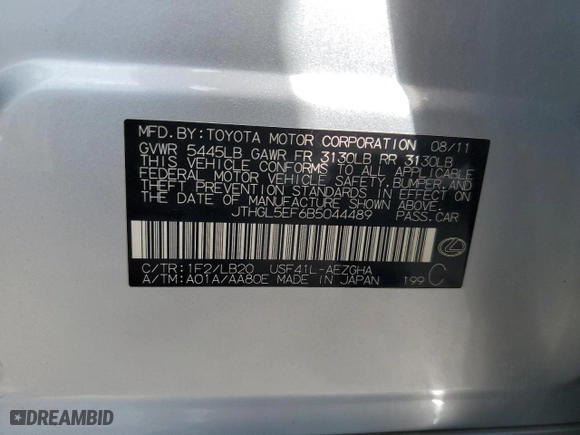 MFD.BY:TOYOTA MOTOR CORPORATION 08/11
GVWR 5445LB GAWR FR 3130LB RR 3130LB
THIS VEHICLE CONFORMS TO ALL APPLICABLE
FEDERAL MOTOR VEHICLE SAFETY, BUMPER, AND
THEFT PREVENTION STANDARDS IN EFFECT ON
THE DATE OF MANUFACTURE SHOWN ABOVE.
JTHGL5EF6B5044489 PASS.CAR
C/TR:1F2/LB20 USF41L-AEZGHA
A/TM:A01A/AA80E MADE IN JAPAN 199 C
DREAMBID